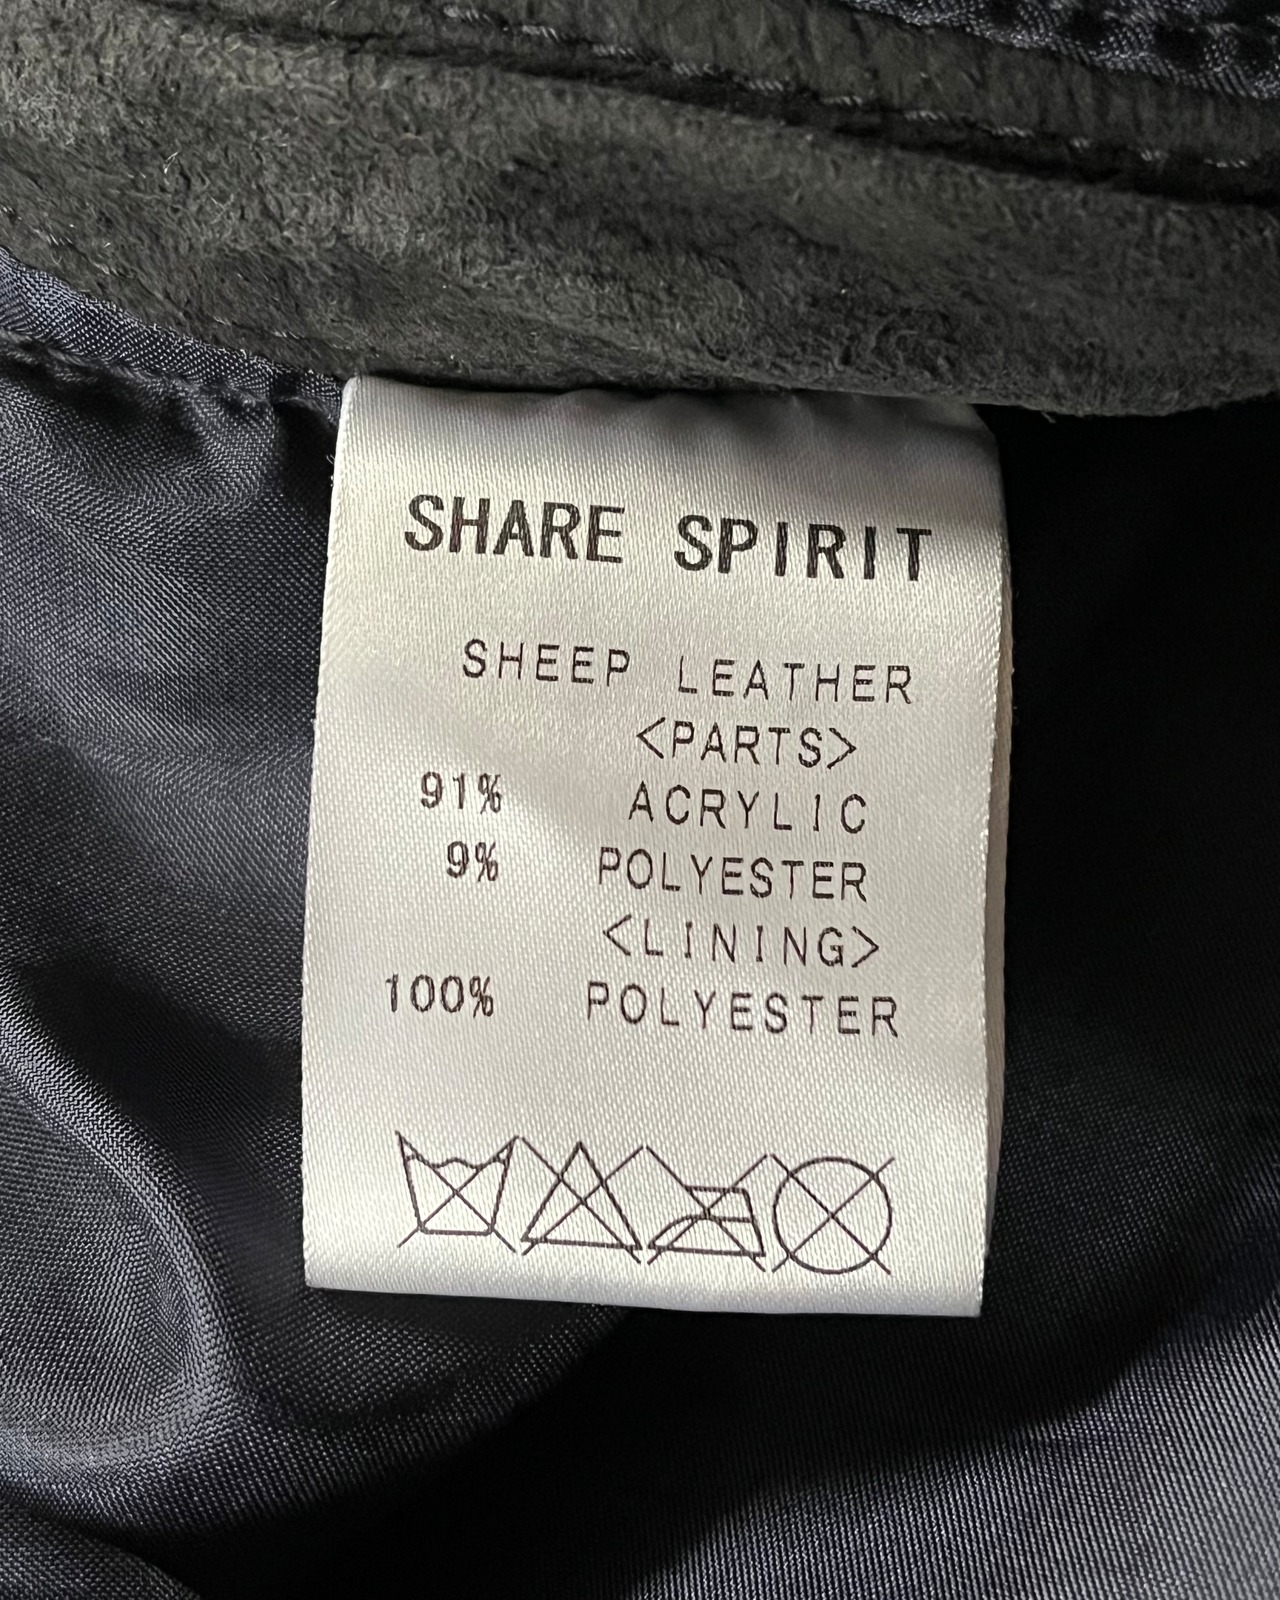 SHARE SPIRIT
SHEEP LEATHER
<PARTS>
91% ACRYLIC
9% POLYESTER
<LINING>
100% POLYESTER